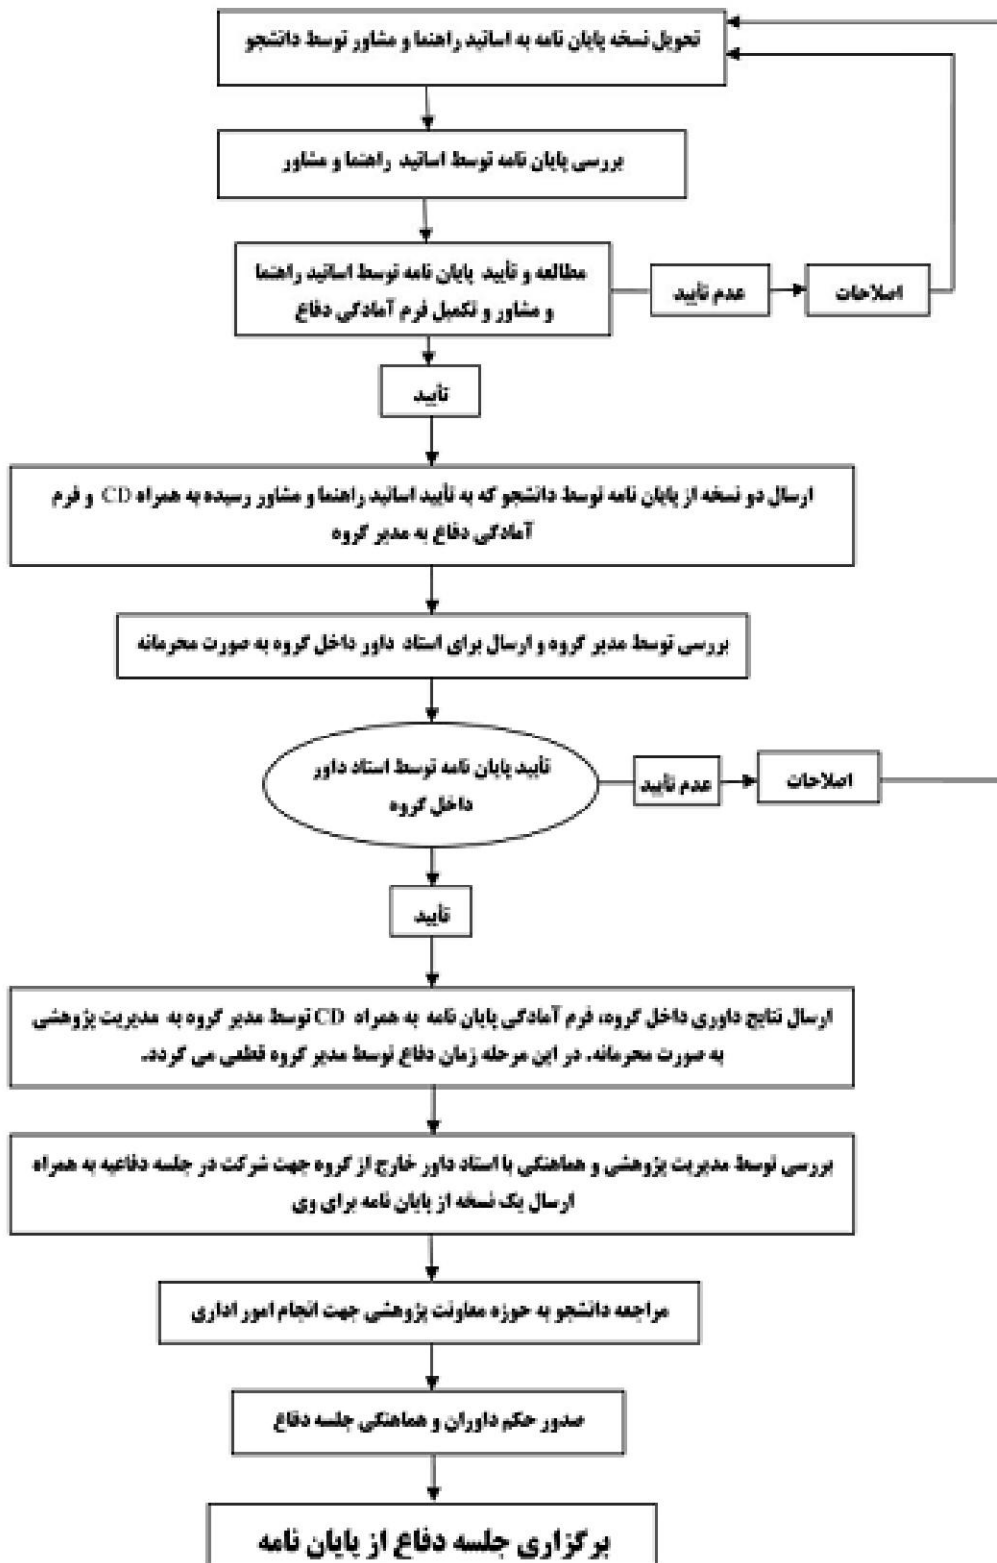 تحویل نسخه پایان نامه به اساتید راهنما و مشاور توسط دانشجو
بررسی پایان نامه توسط اساتید راهنما و مشاور
مطالعه و تأیید پایان نامه توسط اساتید راهنما
و مشاور و تکمیل فرم آمادگی دفاع
عدم تأیید
اصلاحات
تأیید
ارسال دو نسخه از پایان نامه توسط دانشجو که به تأیید اساتید راهنما و مشاور رسیده به همراه CD و فرم
آمادگی دفاع به مدیر گروه
بررسی توسط مدیر گروه و ارسال برای استاد داور داخل گروه به صورت محرمانه
تأیید پایان نامه توسط استاد داور
داخل گروه
عدم تأیید
اصلاحات
تأیید
ارسال نتایج داوری داخل گروه، فرم آمادگی پایان نامه به همراه CD توسط مدیر گروه به مدیریت پژوهشی
به صورت محرمانه. در این مرحله زمان دفاع توسط مدیر گروه قطعی می گردد.
بررسی توسط مدیریت پژوهشی و هماهنگی با استاد داور خارج از گروه جهت شرکت در جلسه دفاعیه به همراه
ارسال یک نسخه از پایان نامه برای وی
مراجعه دانشجو به حوزه معاونت پژوهشی جهت انجام امور اداری
صدور حکم داوران و هماهنگی جلسه دفاع
برگزاری جلسه دفاع از پایان نامه